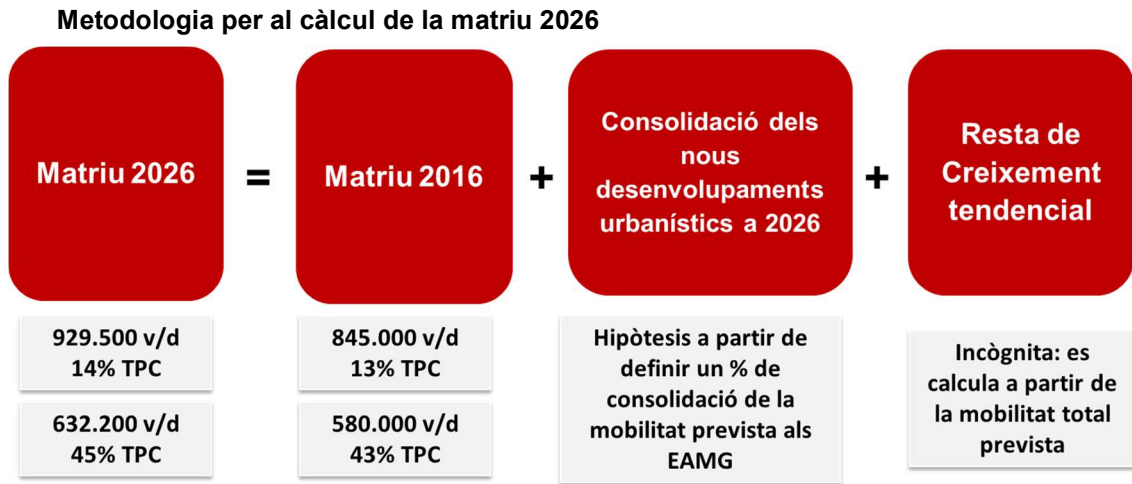 Metodologia per al càlcul de la matriu 2026
Matriu 2026
=
Matriu 2016
+
Consolidació dels
nous
desenvolupaments
urbanístics a 2026
+
Resta de
Creixement
tendencial
929.500 v/d
14% TPC
632.200 v/d
45% TPC
845.000 v/d
13% TPC
580.000 v/d
43% TPC
Hipòtesis a partir de
definir un % de
consolidació de la
mobilitat prevista als
EAMG
Incògnita: es
calcula a partir de
la mobilitat total
prevista